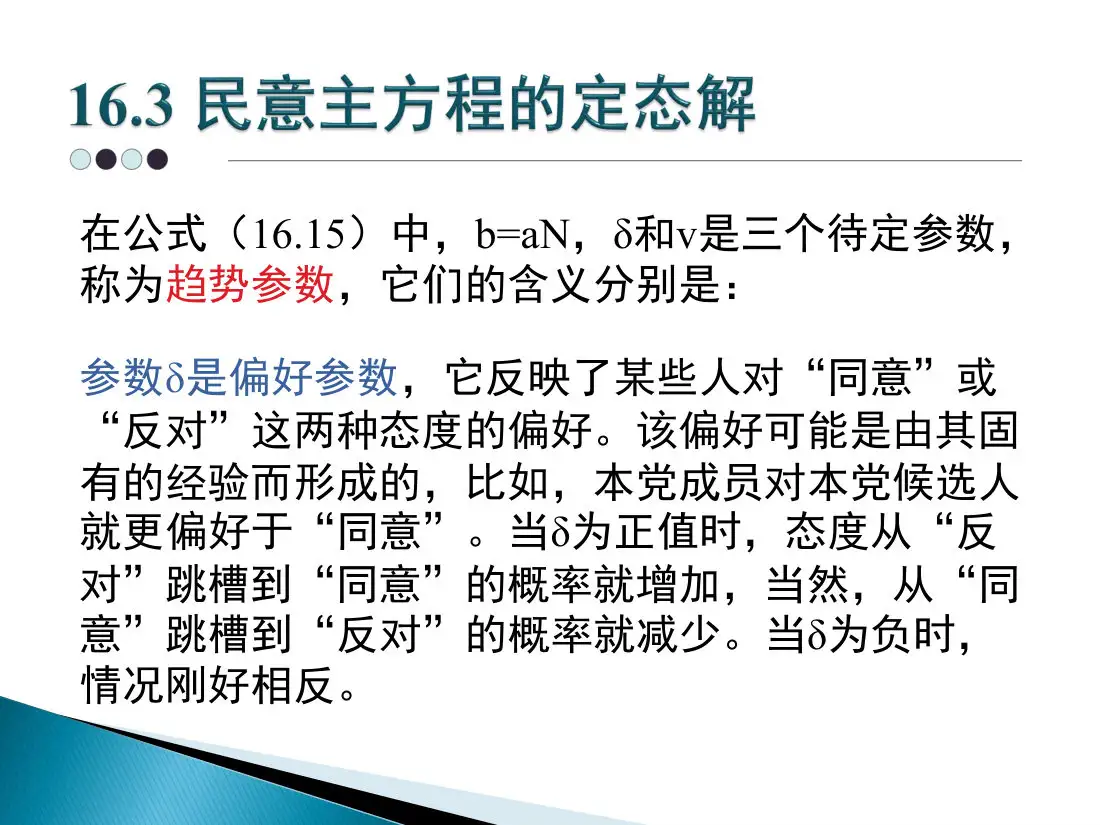 16.3 民意主方程的定态解
在公式（16.15）中，b=aN，δ和v是三个待定参数，
称为趋势参数，它们的含义分别是：
参数δ是偏好参数，它反映了某些人对“同意”或
“反对”这两种态度的偏好。该偏好可能是由其固
有的经验而形成的，比如，本党成员对本党候选人
就更偏好于“同意”。当δ为正值时，态度从“反
对”跳槽到“同意”的概率就增加，当然，从“同
意”跳槽到“反对”的概率就减少。当δ为负时，
情况刚好相反。